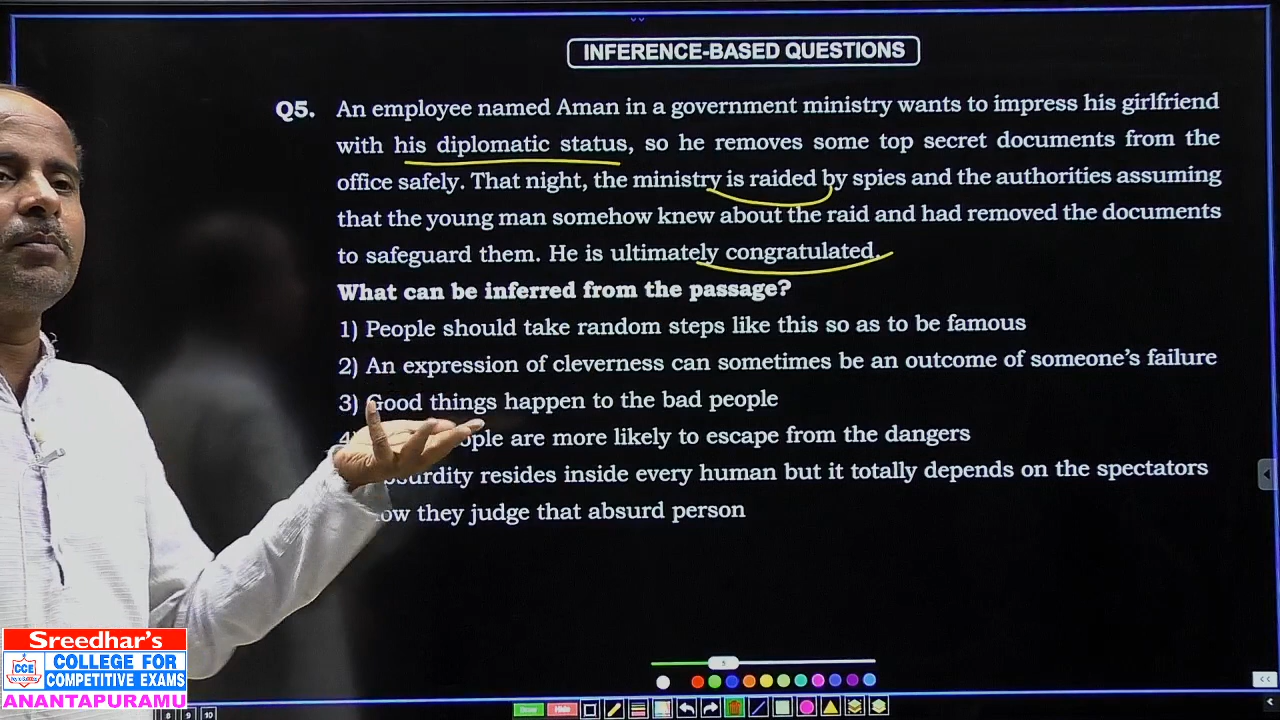 INFERENCE-BASED QUESTIONS
Q5. An employee named Aman in a government ministry wants to impress his girlfriend
with his diplomatic status, so he removes some top secret documents from the
office safely. That night, the ministry is raided by spies and the authorities assuming
that the young man somehow knew about the raid and had removed the documents
to safeguard them. He is ultimately congratulated.
What can be inferred from the passage?
1) People should take random steps like this so as to be famous
2) An expression of cleverness can sometimes be an outcome of someone's failure
3) Good things happen to the bad people
are more likely to escape from the dangers
resides inside every human but it totally depends on the spectators
they judge that absurd person
Sreedhar's
CCE
COLLEGE FOR
COMPETITIVE EXAMS
ANANTAPURAMU
Draw Hide
8 9 10